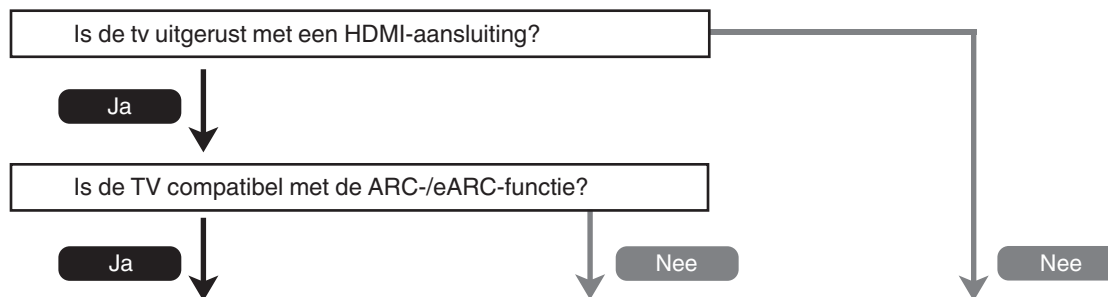 Is de tv uitgerust met een HDMI-aansluiting?
Ja
Is de TV compatibel met de ARC-/eARC-functie?
Ja
Nee
Nee